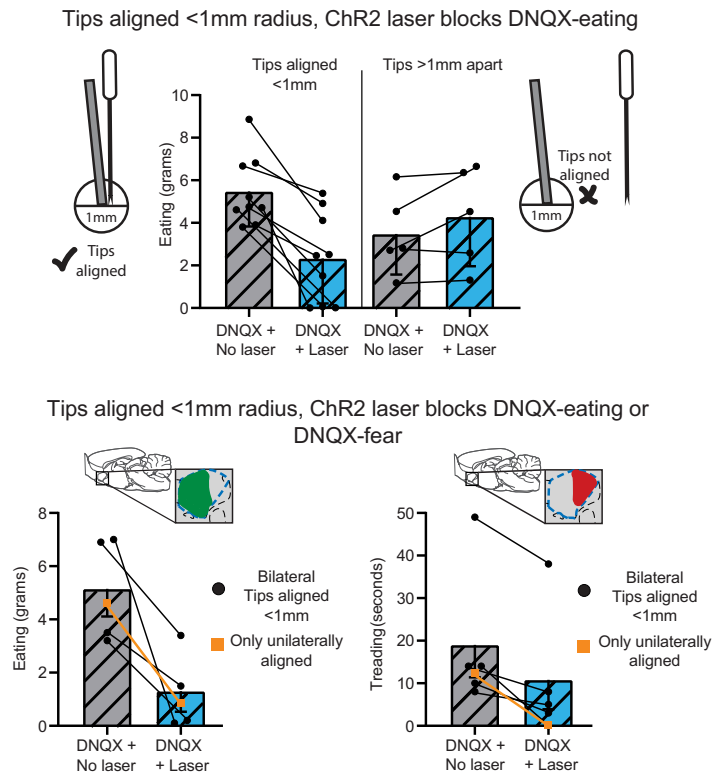 Tips aligned <1mm radius, ChR2 laser blocks DNQX-eating
Tips aligned
<1mm
Tips >1mm apart
1mm
Tips
aligned
Eating (grams)
10
8
6
4
2
0
DNQX +
No laser
DNQX
+ Laser
DNQX +
No laser
DNQX
+ Laser
Tips not
aligned
1mm
Tips aligned <1mm radius, ChR2 laser blocks DNQX-eating or
DNQX-fear
Eating (grams)
8
6
4
2
0
DNQX +
No laser
DNQX
+ Laser
Bilateral
Tips aligned
<1mm
Only unilaterally
aligned
Treading(seconds)
50
40
30
20
10
0
DNQX +
No laser
DNQX
+ Laser
Bilateral
Tips aligned
<1mm
Only unilaterally
aligned